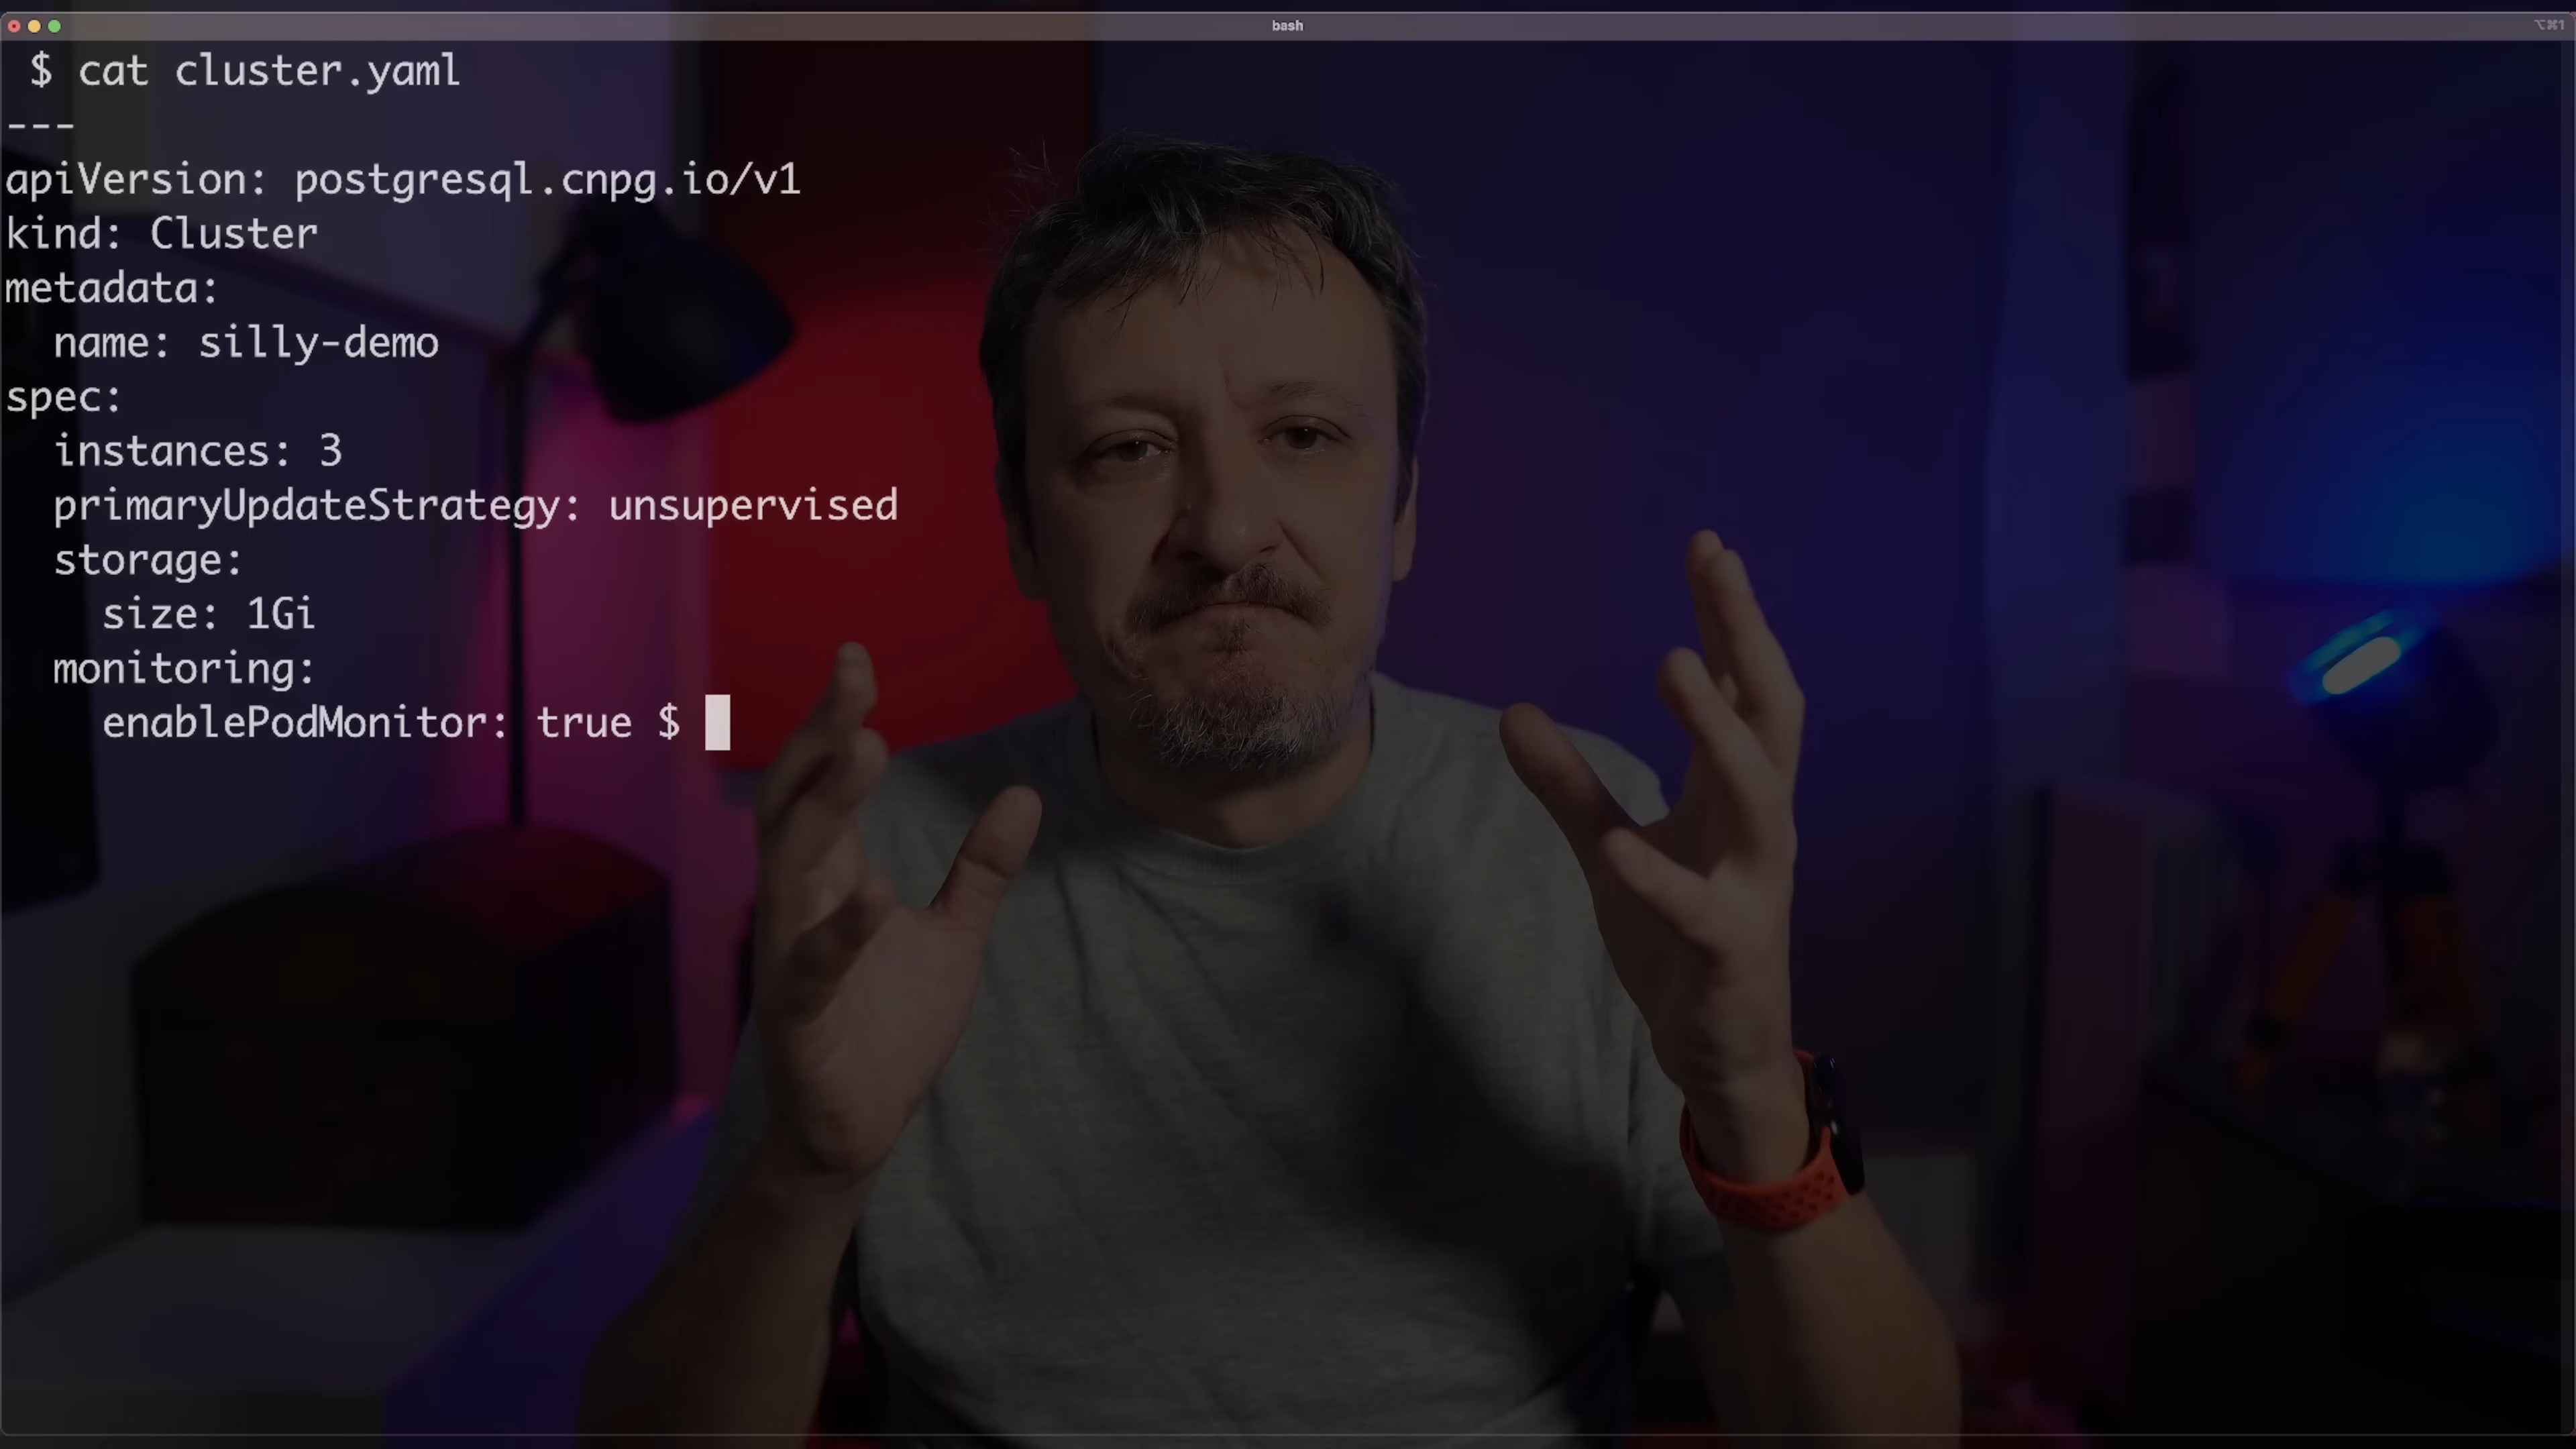 bash
⌥⌘1
$ cat cluster.yaml
---
apiVersion: postgresql.cnpg.io/v1
kind: Cluster
metadata:
  name: silly-demo
spec:
  instances: 3
  primaryUpdateStrategy: unsupervised
  storage:
    size: 1Gi
  monitoring:
    enablePodMonitor: true $